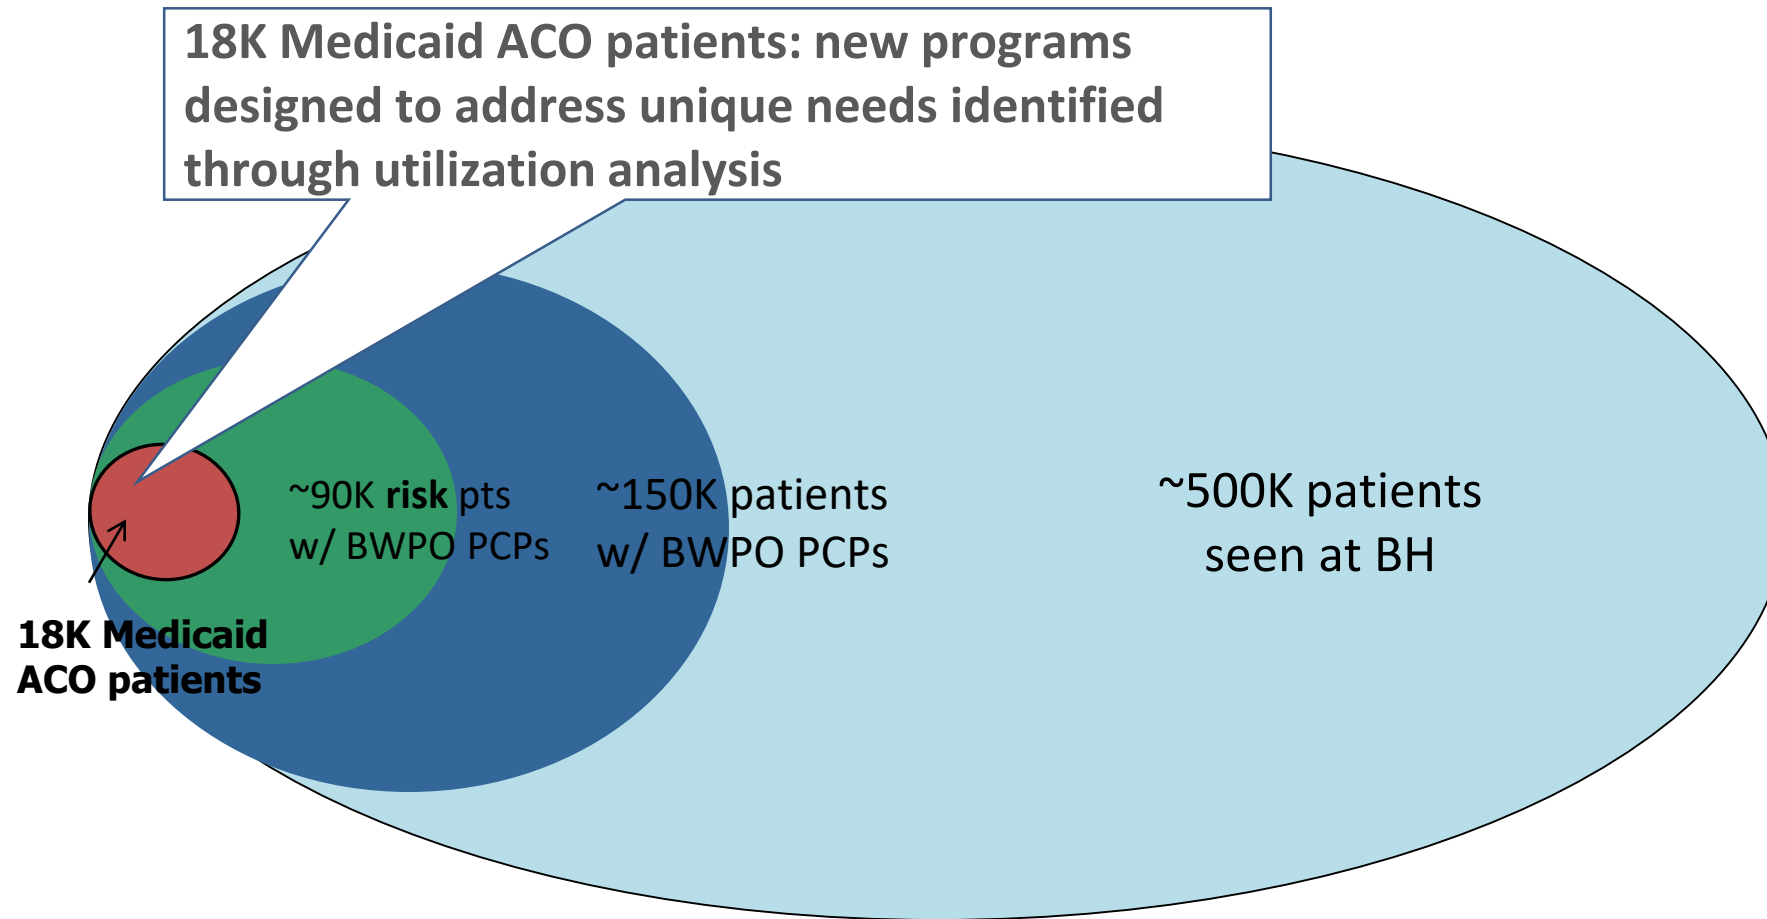 18K Medicaid ACO patients: new programs
designed to address unique needs identified
through utilization analysis
~90K risk pts
w/ BWPO PCPs
~150K patients
w/ BWPO PCPs
~500K patients
seen at BH
18K Medicaid
ACO patients